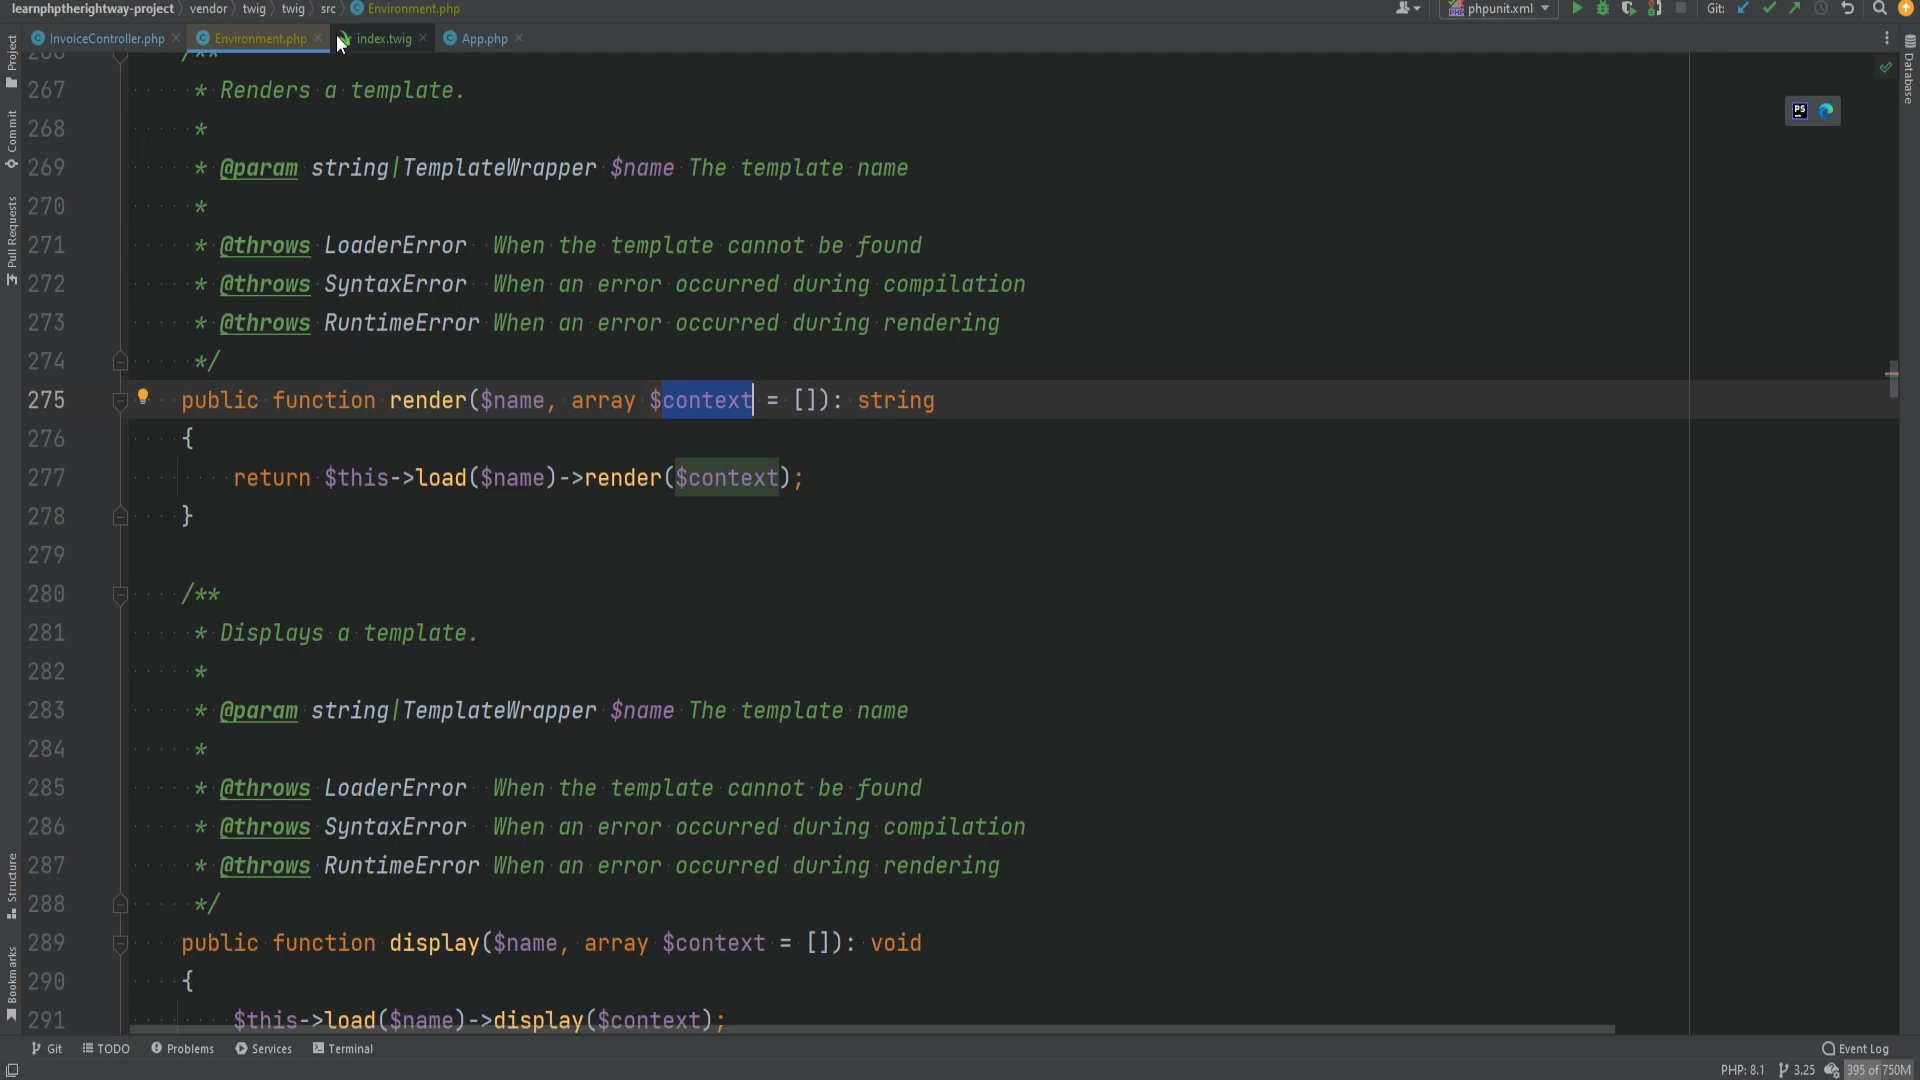 learnphptherightway-project vendor twig twig src Environment.php
phpunit.xml Git:
InvoiceController.php Environment.php index.twig App.php
Project
Commit
Pull Requests
Structure
Bookmarks
Database
266 /**
267 * Renders a template.
268 *
269 * @param string|TemplateWrapper $name The template name
270 *
271 * @throws LoaderError When the template cannot be found
272 * @throws SyntaxError When an error occurred during compilation
273 * @throws RuntimeError When an error occurred during rendering
274 */
275 public function render($name, array $context = []): string
276 {
277 return $this->load($name)->render($context);
278 }
279
280 /**
281 * Displays a template.
282 *
283 * @param string|TemplateWrapper $name The template name
284 *
285 * @throws LoaderError When the template cannot be found
286 * @throws SyntaxError When an error occurred during compilation
287 * @throws RuntimeError When an error occurred during rendering
288 */
289 public function display($name, array $context = []): void
290 {
291 $this->load($name)->display($context);
PS
Git TODO Problems Services Terminal Event Log
PHP: 8.1 3.25 395 of 750M